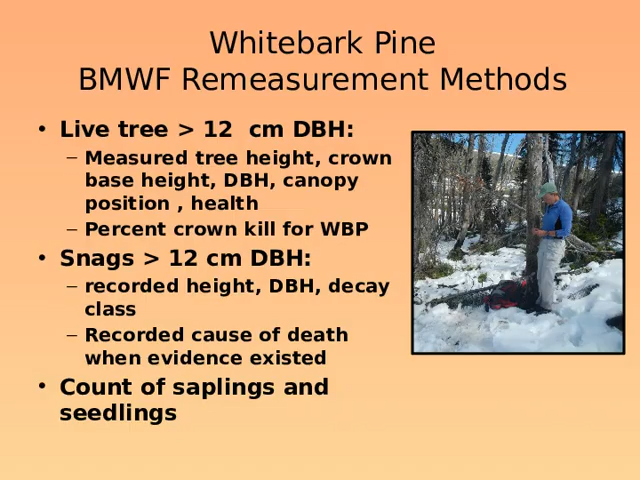 Whitebark Pine
BMWF Remeasurement Methods
• Live tree > 12  cm DBH:
– Measured tree height, crown
base height, DBH, canopy
position , health
– Percent crown kill for WBP
• Snags > 12 cm DBH:
– recorded height, DBH, decay
class
– Recorded cause of death
when evidence existed
• Count of saplings and
seedlings